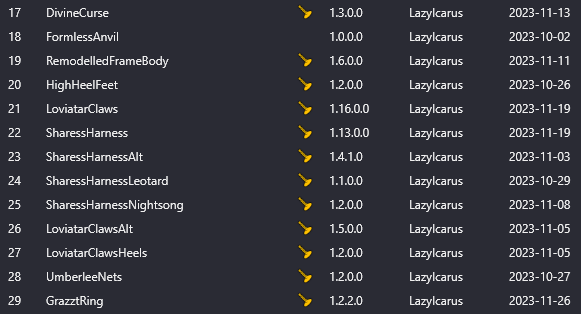 17 DivineCurse 1.3.0.0 LazyIcarus 2023-11-13
18 FormlessAnvil 1.0.0.0 LazyIcarus 2023-10-02
19 RemodelledFrameBody 1.6.0.0 LazyIcarus 2023-11-11
20 HighHeelFeet 1.2.0.0 LazyIcarus 2023-10-26
21 LoviatarClaws 1.16.0.0 LazyIcarus 2023-11-19
22 SharessHarness 1.13.0.0 LazyIcarus 2023-11-19
23 SharessHarnessAlt 1.4.1.0 LazyIcarus 2023-11-03
24 SharessHarnessLeotard 1.1.0.0 LazyIcarus 2023-10-29
25 SharessHarnessNightsong 1.2.0.0 LazyIcarus 2023-11-08
26 LoviatarClawsAlt 1.5.0.0 LazyIcarus 2023-11-05
27 LoviatarClawsHeels 1.2.0.0 LazyIcarus 2023-11-05
28 UmberleeNets 1.2.0.0 LazyIcarus 2023-10-27
29 GrazztRing 1.2.2.0 LazyIcarus 2023-11-26